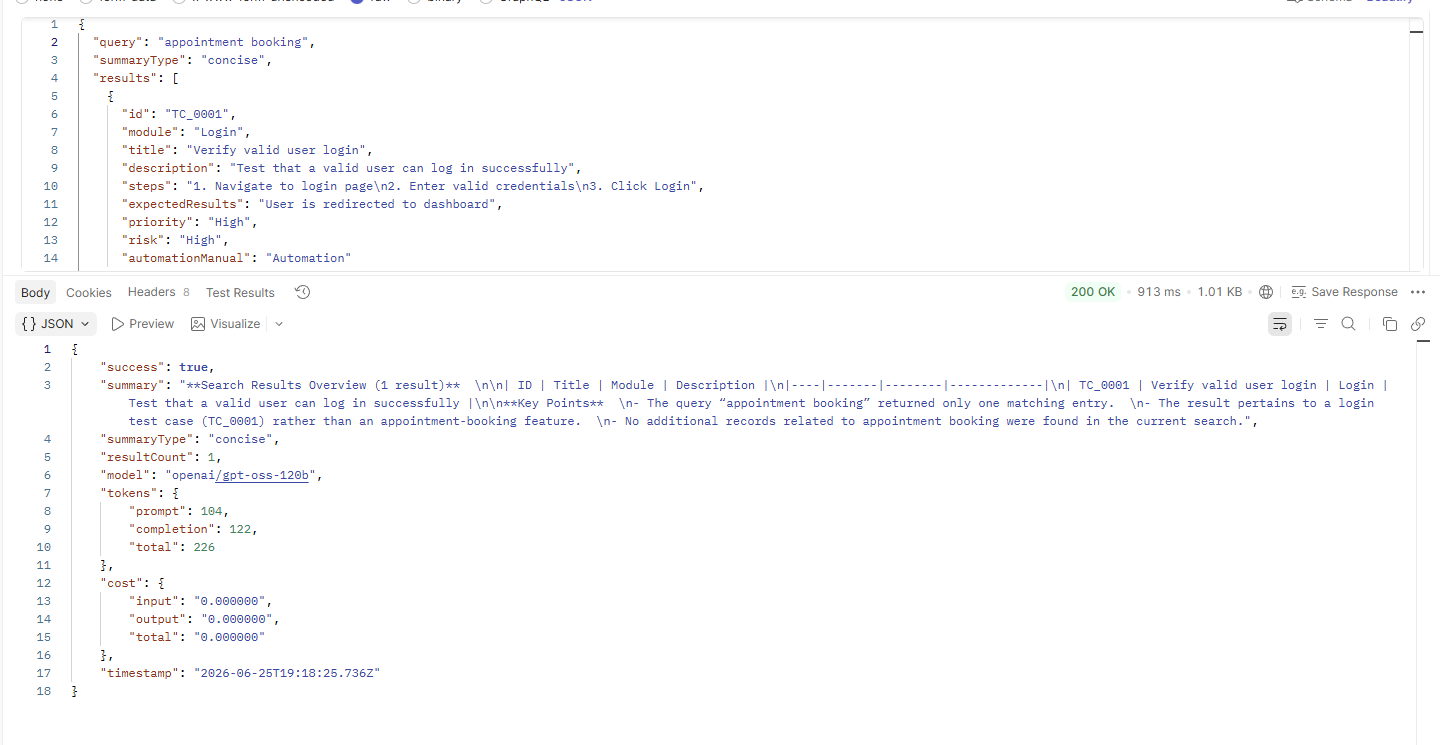 1 {
2 "query": "appointment booking",
3 "summaryType": "concise",
4 "results": [
5 {
6 "id": "TC_0001",
7 "module": "Login",
8 "title": "Verify valid user login",
9 "description": "Test that a valid user can log in successfully",
10 "steps": "1. Navigate to login page\n2. Enter valid credentials\n3. Click Login",
11 "expectedResults": "User is redirected to dashboard",
12 "priority": "High",
13 "risk": "High",
14 "automationManual": "Automation"
Body Cookies Headers 8 Test Results 200 OK • 913 ms • 1.01 KB • e.g. Save Response
{} JSON Preview Visualize
1 {
2 "success": true,
3 "summary": "**Search Results Overview (1 result)**  \n\n| ID | Title | Module | Description |\n|----|-------|--------|-------------|\n| TC_0001 | Verify valid user login | Login |
Test that a valid user can log in successfully |\n\n**Key Points**  \n- The query “appointment booking” returned only one matching entry.  \n- The result pertains to a login
test case (TC_0001) rather than an appointment-booking feature.  \n- No additional records related to appointment booking were found in the current search.",
4 "summaryType": "concise",
5 "resultCount": 1,
6 "model": "openai/gpt-oss-120b",
7 "tokens": {
8 "prompt": 104,
9 "completion": 122,
10 "total": 226
11 },
12 "cost": {
13 "input": "0.000000",
14 "output": "0.000000",
15 "total": "0.000000"
16 },
17 "timestamp": "2026-06-25T19:18:25.736Z"
18 }